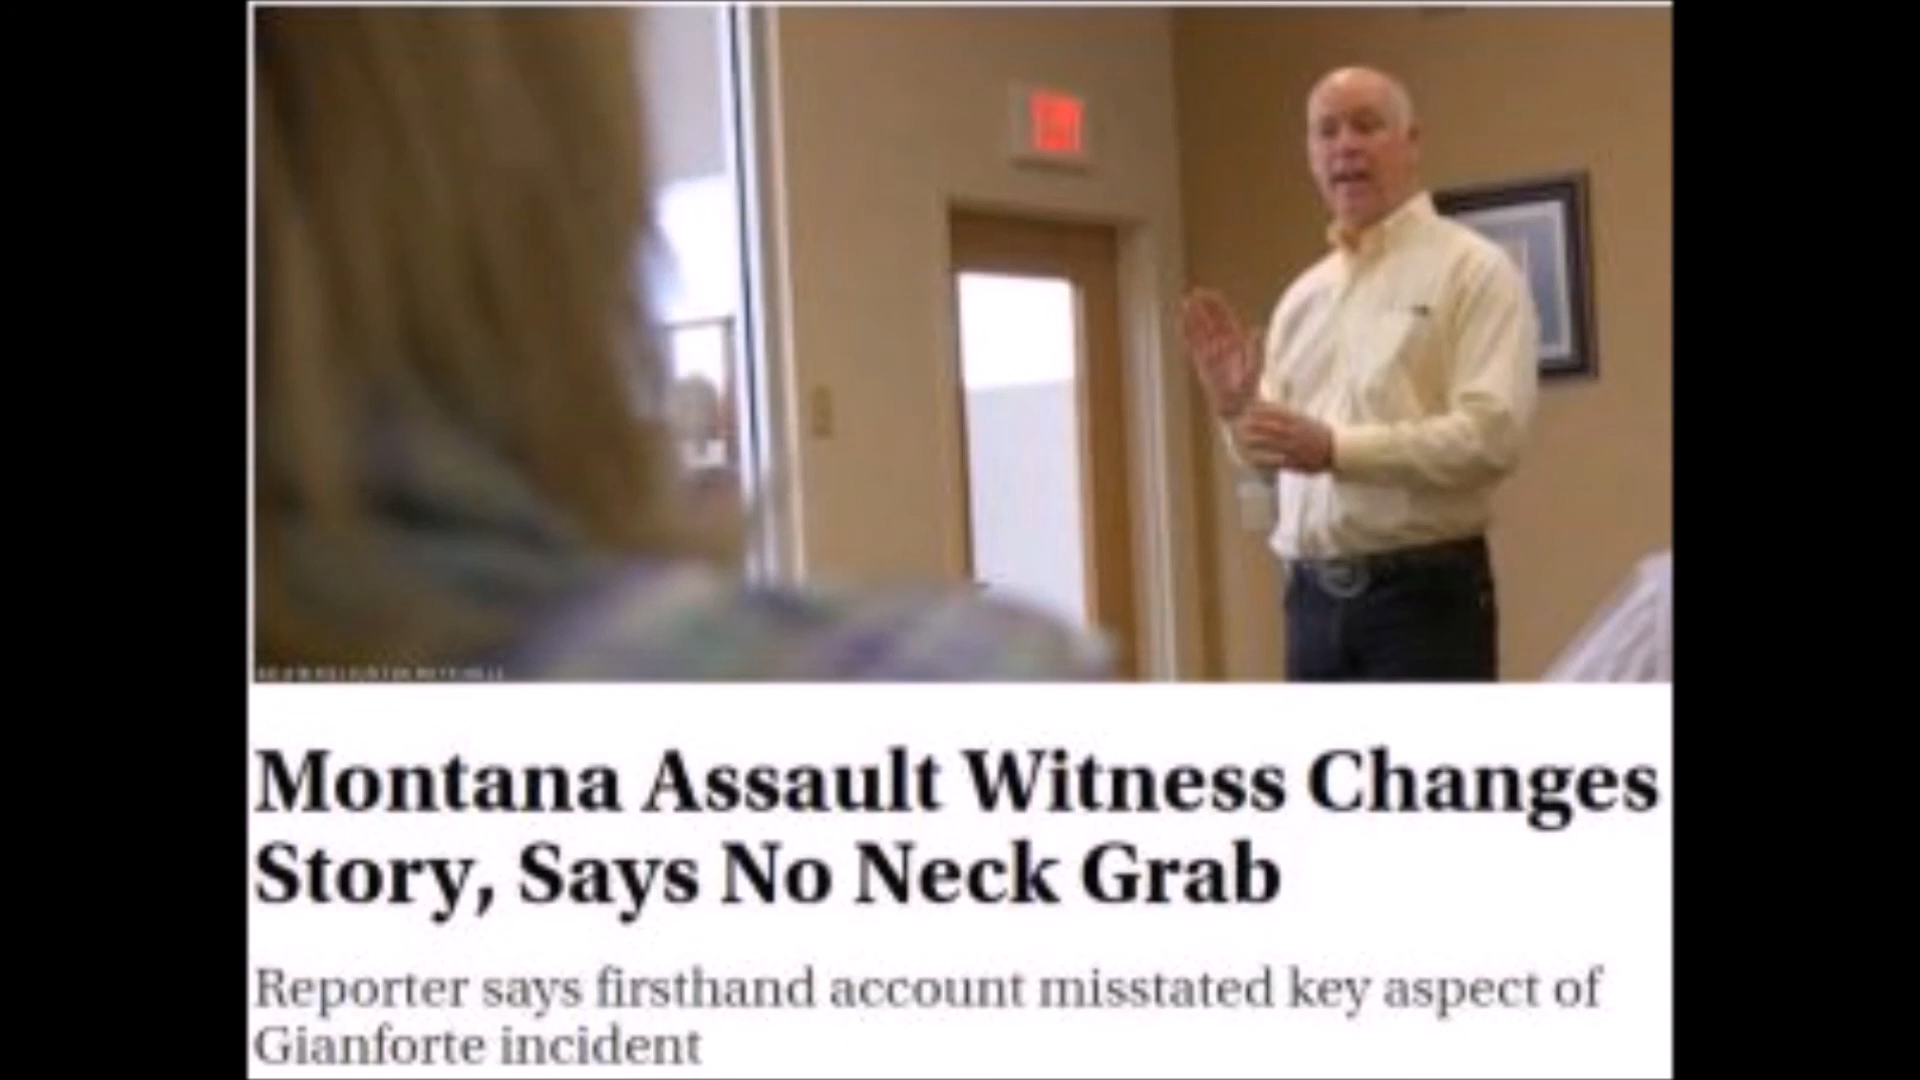 Montana Assault Witness Changes
Story, Says No Neck Grab
Reporter says firsthand account misstated key aspect of
Gianforte incident